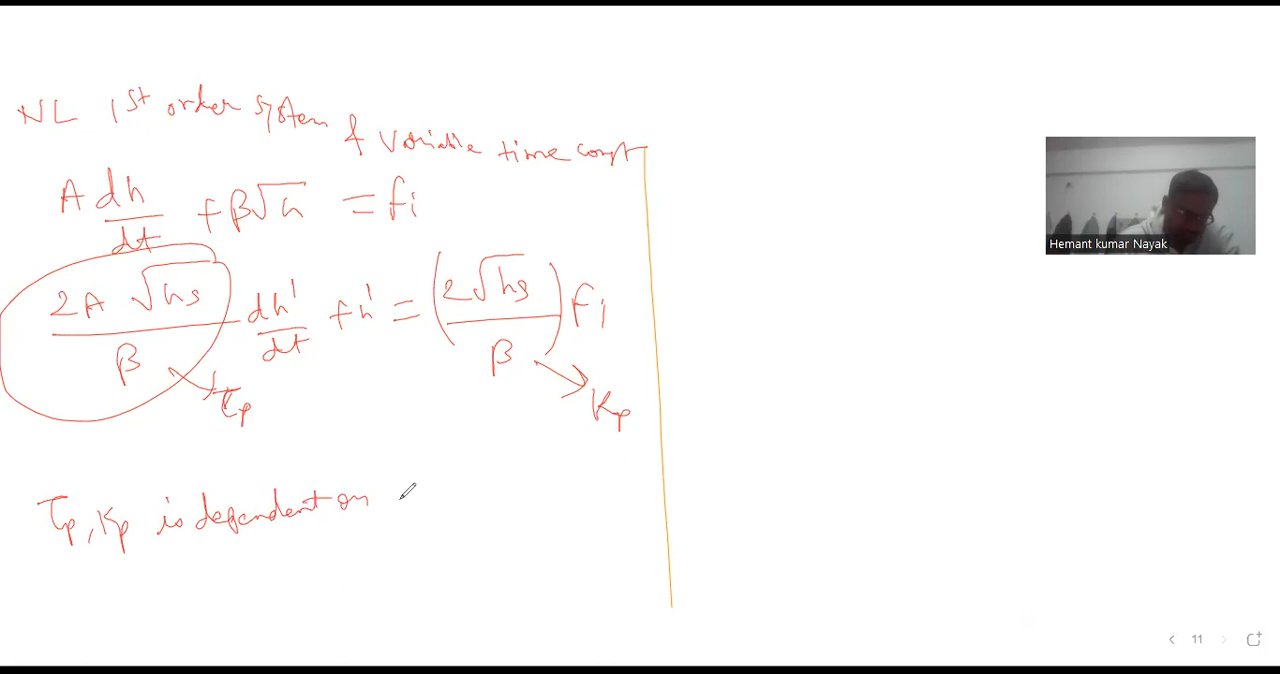 NL 1st order system & variable time const
A dh/dt + β√h = fi
2A √hs/β dh'/dt + h' = (2√hs/β) Fi
τp
Kp
τp, Kp is dependent on
Hemant kumar Nayak
11